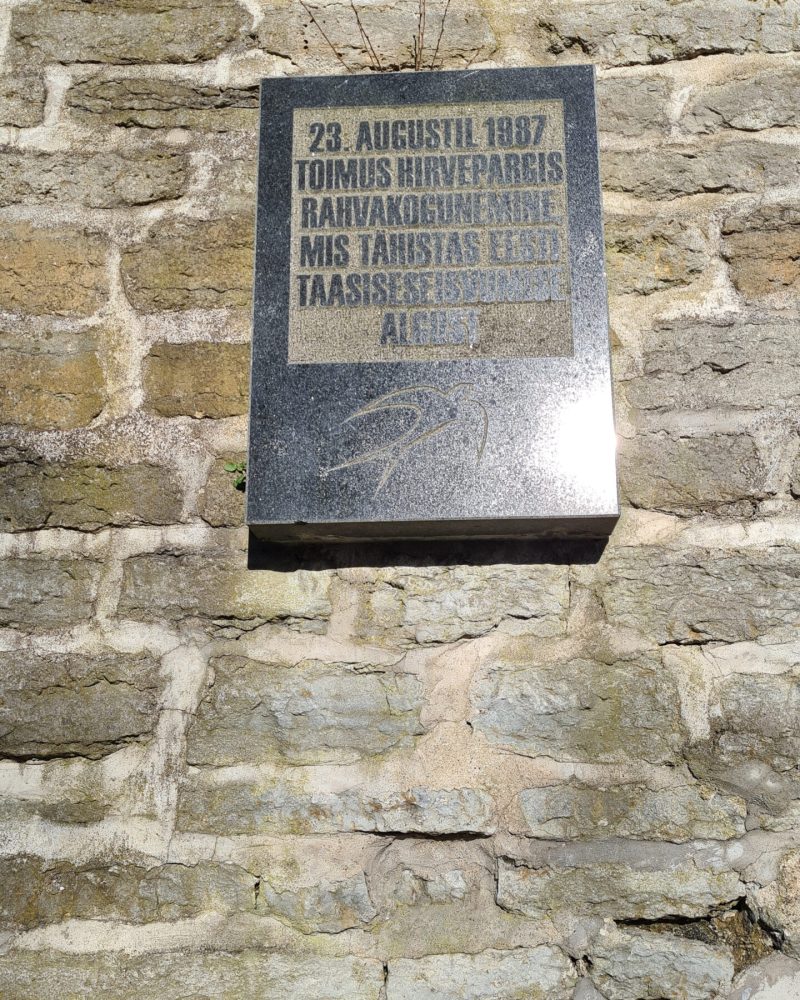 23. AUGUSTIL 1987
TOIMUS HIRVEPARGIS
RAHVAKOGUNEMINE,
MIS TÄHISTAS EESTI
TAASISESEISVUMISE
ALGUST